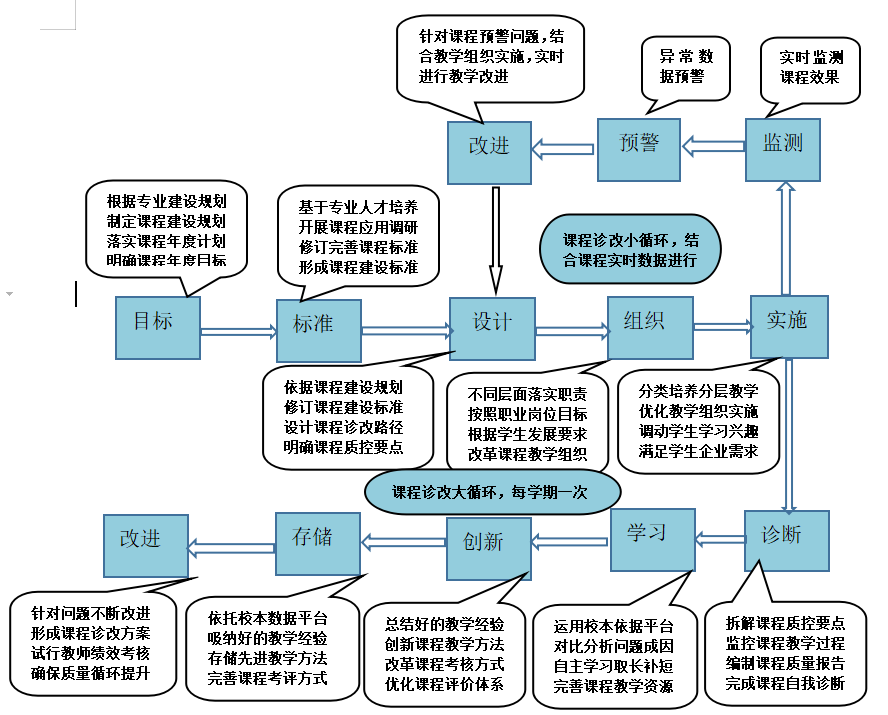 针对课程预警问题，结
合教学组织实施，实时
进行教学改进
异常数
据预警
实时监测
课程效果
改进
预警
监测
根据专业建设规划
制定课程建设规划
落实课程年度计划
明确课程年度目标
基于专业人才培养
开展课程应用调研
修订完善课程标准
形成课程建设标准
课程诊改小循环，结
合课程实时数据进行
目标
标准
设计
组织
实施
依据课程建设规划
修订课程建设标准
设计课程诊改路径
明确课程质控要点
不同层面落实职责
按照职业岗位目标
根据学生发展要求
改革课程教学组织
分类培养分层教学
优化教学组织实施
调动学生学习兴趣
满足学生企业需求
课程诊改大循环，每学期一次
改进
存储
创新
学习
诊断
针对问题不断改进
形成课程诊改方案
试行教师绩效考核
确保质量循环提升
依托校本数据平台
吸纳好的教学经验
存储先进教学方法
完善课程考评方式
总结好的教学经验
创新课程教学方法
改革课程考核方式
优化课程评价体系
运用校本依据平台
对比分析问题成因
自主学习取长补短
完善课程教学资源
拆解课程质控要点
监控课程教学过程
编制课程质量报告
完成课程自我诊断